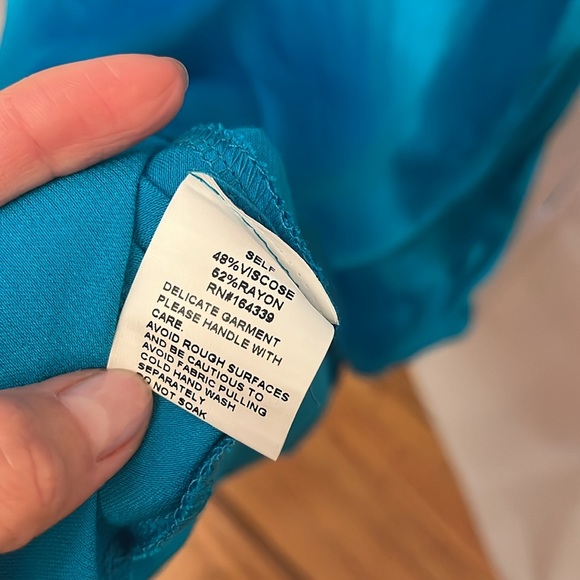 SELF
48%VISCOSE
52%RAYON
RN#164339
DELICATE GARMENT
PLEASE HANDLE WITH
CARE.
AVOID ROUGH SURFACES
AND BE CAUTIOUS TO
AVOID FABRIC PULLING
COLD HAND WASH
SEPARATELY
DO NOT SOAK